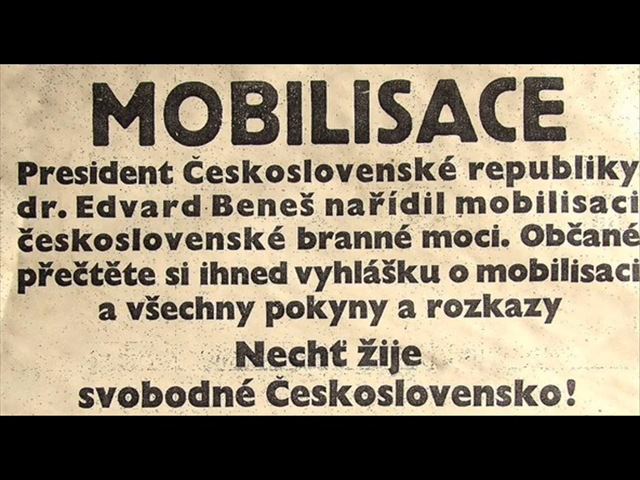 MOBILISACE
President Československé republiky
dr. Edvard Beneš nařídil mobilisaci
československé branné moci. Občané
přečtěte si ihned vyhlášku o mobilisaci
a všechny pokyny a rozkazy
Nechť žije
svobodné Československo!